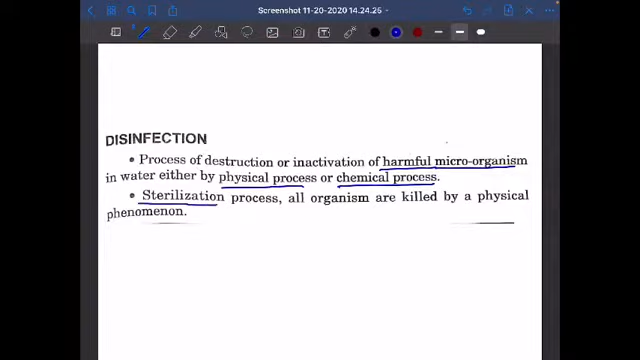 Screenshot 11-20-2020 14.24.26
DISINFECTION
• Process of destruction or inactivation of harmful micro-organism
in water either by physical process or chemical process.
• Sterilization process, all organism are killed by a physical
phenomenon.